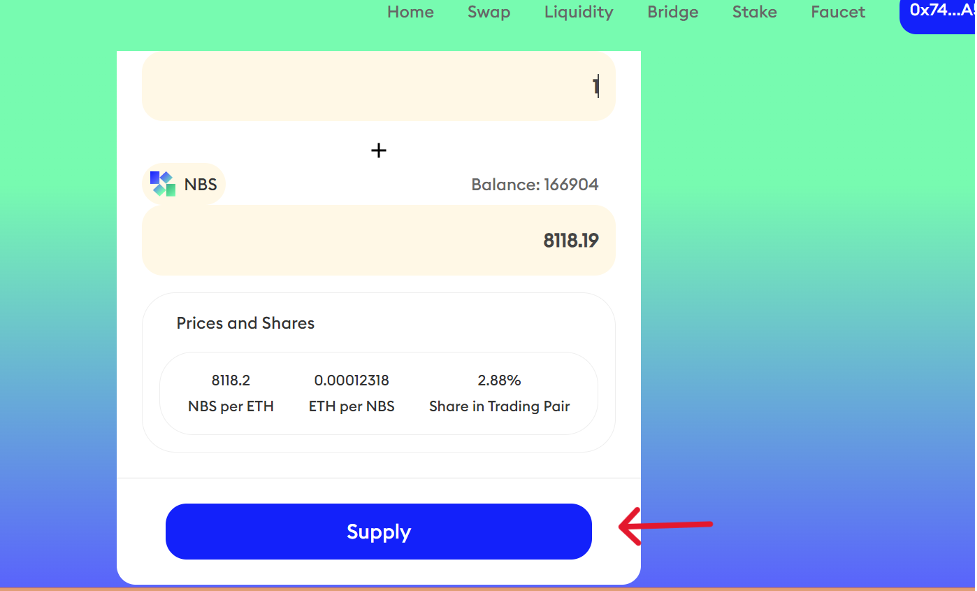 Home Swap Liquidity Bridge Stake Faucet 0x74...A
1
+
NBS Balance: 166904
8118.19
Prices and Shares
8118.2 0.00012318 2.88%
NBS per ETH ETH per NBS Share in Trading Pair
Supply